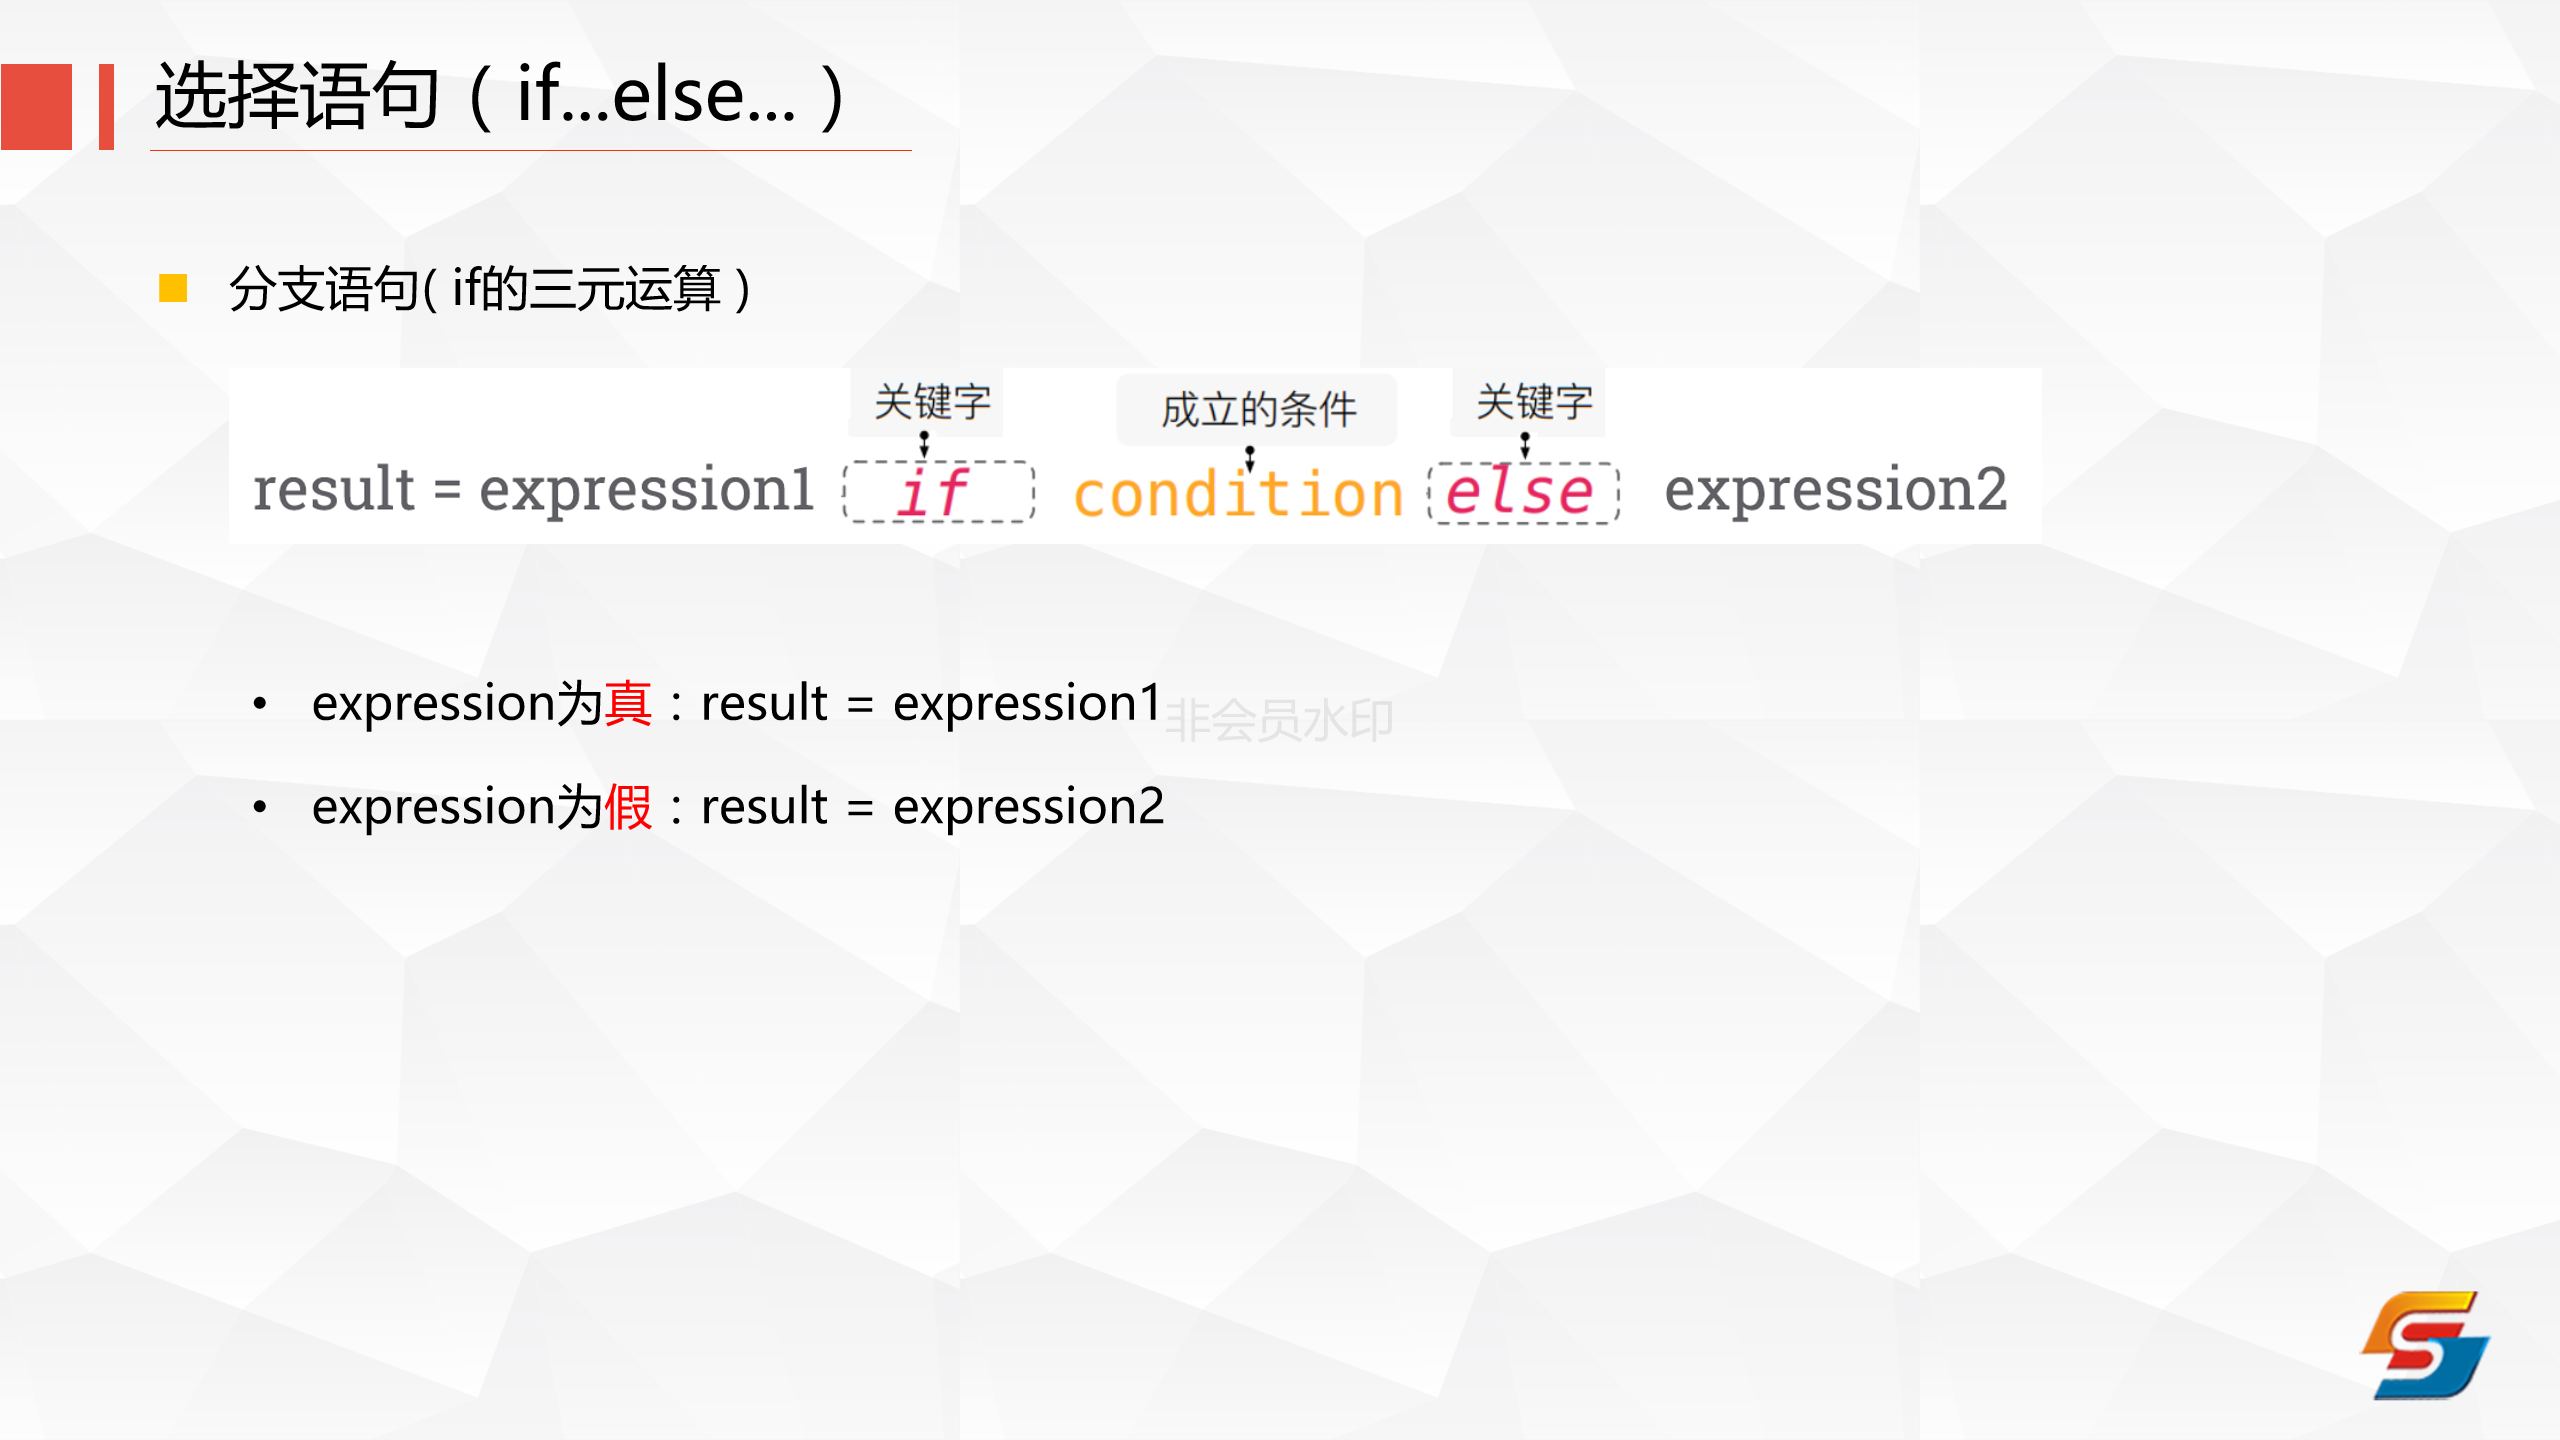 选择语句（if...else...）
分支语句( if的三元运算 )
关键字 成立的条件 关键字
result = expression1 if condition else expression2
• expression为真：result = expression1
非会员水印
• expression为假：result = expression2